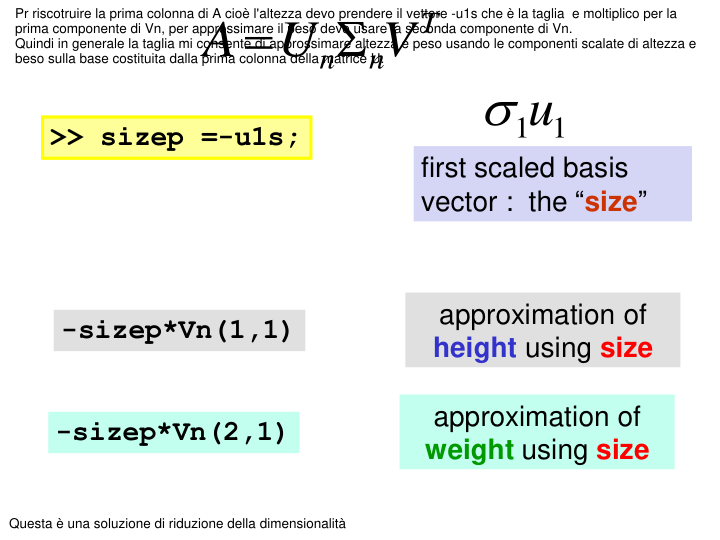 Pr riscotruire la prima colonna di A cioè l'altezza devo prendere il vettore -u1s che è la taglia e moltiplico per la
prima componente di Vn, per approssimare il peso devo usare la seconda componente di Vn.
Quindi in generale la taglia mi consente di approssimare altezza e peso usando le componenti scalate di altezza e
beso sulla base costituita dalla prima colonna della matrice U.
A = UₙΣₙVᵀ
σ₁u₁
>> sizep =-u1s;
first scaled basis
vector : the “size”
-sizep*Vn(1,1)
approximation of
height using size
-sizep*Vn(2,1)
approximation of
weight using size
Questa è una soluzione di riduzione della dimensionalità